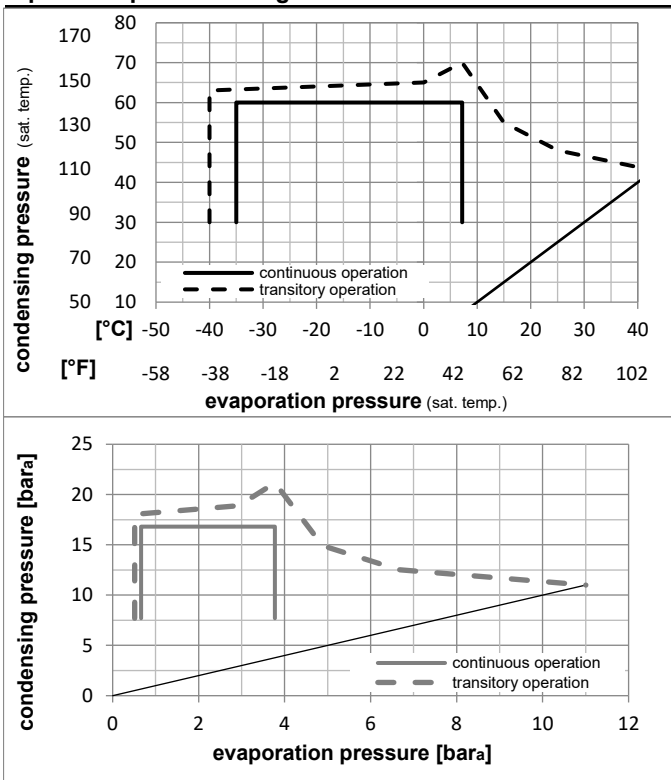 170 80
150 70
130 60
110 50
90 40
70 30
50 20
10
condensing pressure (sat. temp.)
continuous operation
transitory operation
[°C] -50 -40 -30 -20 -10 0 10 20 30 40
[°F] -58 -38 -18 2 22 42 62 82 102
evaporation pressure (sat. temp.)
25
20
15
10
5
0
condensing pressure [bara]
continuous operation
transitory operation
0 2 4 6 8 10 12
evaporation pressure [bara]